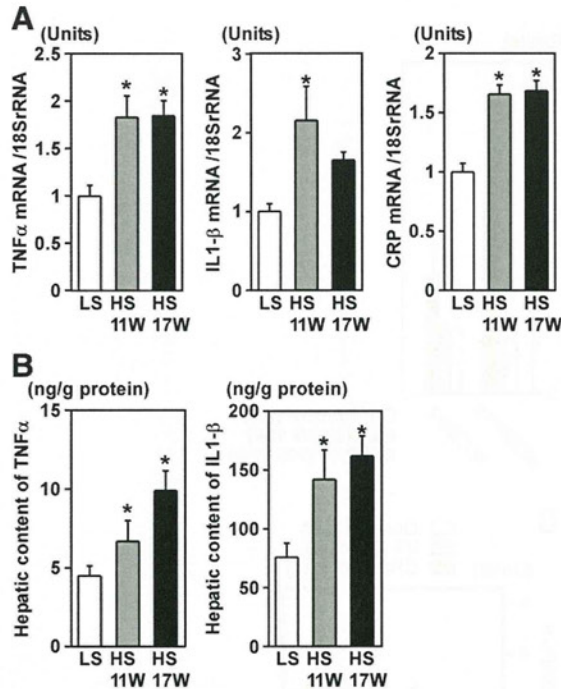 A
(Units)
TNFα mRNA /18SrRNA
2.5
2
1.5
1
0.5
0
*
*
LS HS HS
11W 17W
(Units)
IL1-β mRNA /18SrRNA
3
2
1
0
*
LS HS HS
11W 17W
(Units)
CRP mRNA /18SrRNA
2
1.5
1
0.5
0
*
*
LS HS HS
11W 17W
B
(ng/g protein)
Hepatic content of TNFα
15
10
5
0
*
*
LS HS HS
11W 17W
(ng/g protein)
Hepatic content of IL1-β
200
150
100
50
0
*
*
LS HS HS
11W 17W